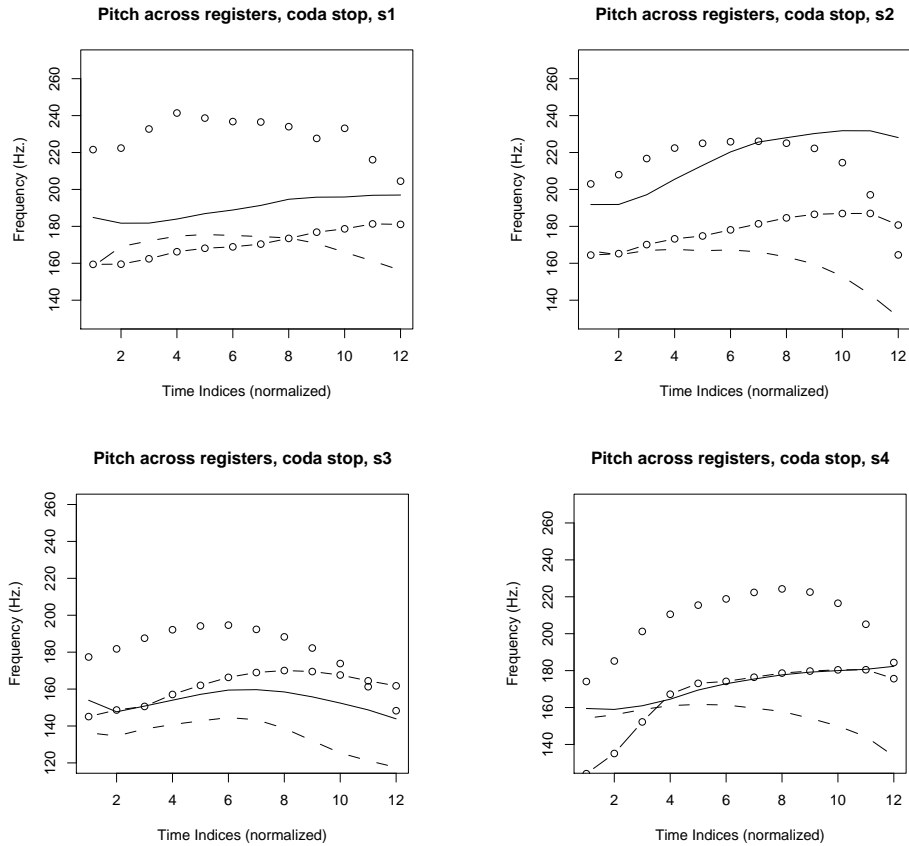 Pitch across registers, coda stop, s1
Frequency (Hz.)
140 160 180 200 220 240 260
2 4 6 8 10 12
Time Indices (normalized)
Pitch across registers, coda stop, s2
Frequency (Hz.)
140 160 180 200 220 240 260
2 4 6 8 10 12
Time Indices (normalized)
Pitch across registers, coda stop, s3
Frequency (Hz.)
120 140 160 180 200 220 240 260
2 4 6 8 10 12
Time Indices (normalized)
Pitch across registers, coda stop, s4
Frequency (Hz.)
140 160 180 200 220 240 260
2 4 6 8 10 12
Time Indices (normalized)